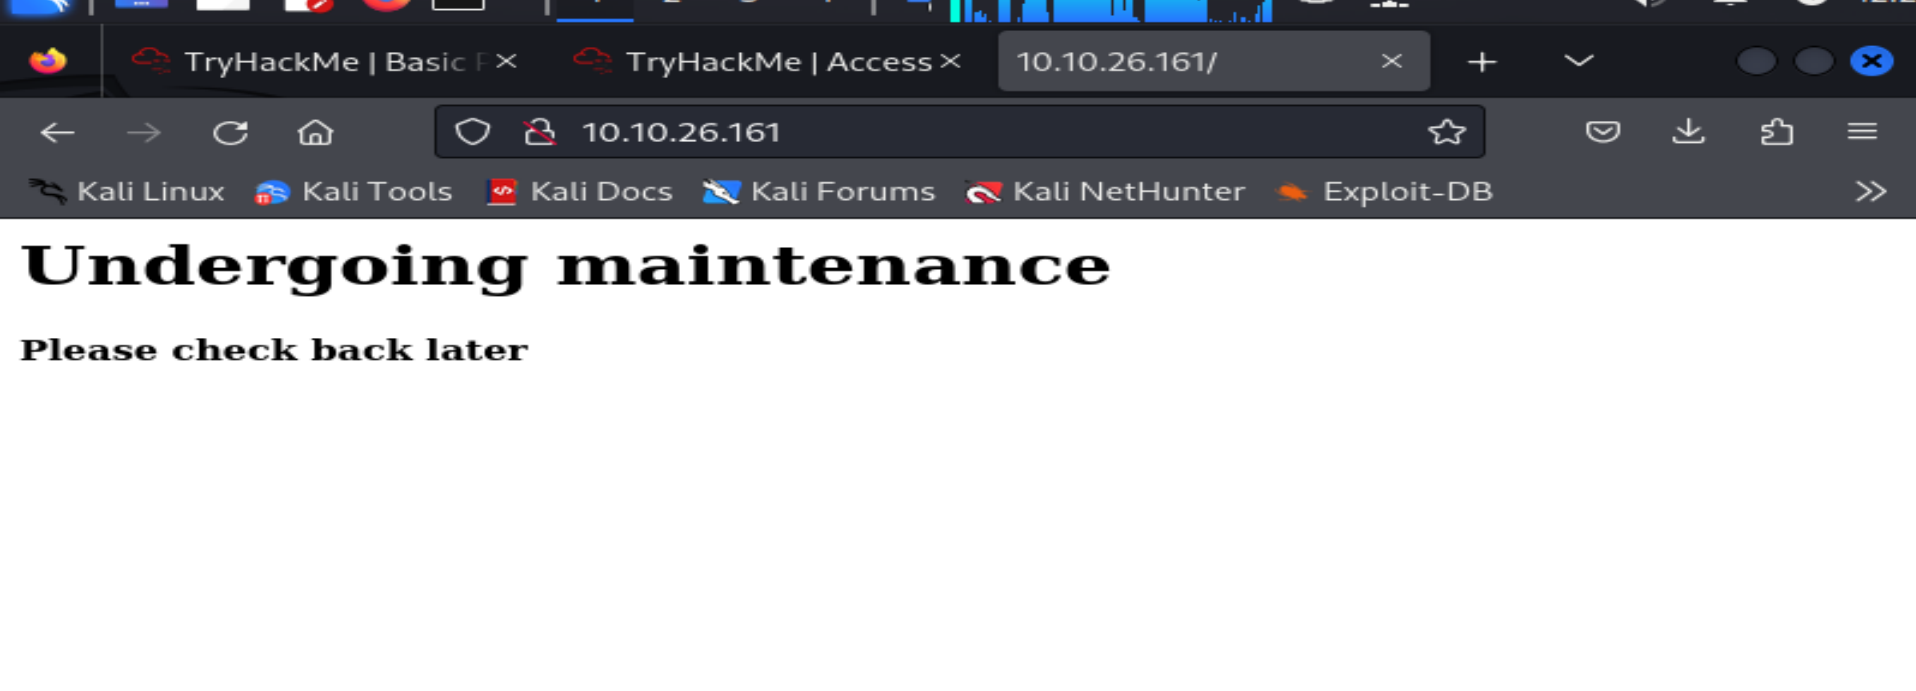 TryHackMe | Basic
TryHackMe | Access
10.10.26.161/
10.10.26.161
Kali Linux
Kali Tools
Kali Docs
Kali Forums
Kali NetHunter
Exploit-DB
Undergoing maintenance
Please check back later